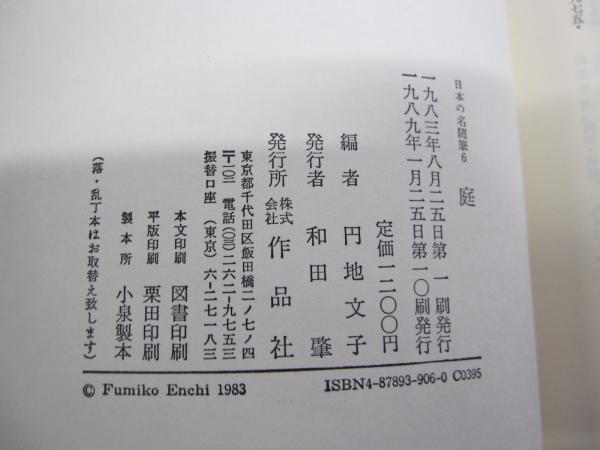 日本の名随筆6 庭
一九八三年八月二五日第一刷発行
一九八九年一月二五日第一〇刷発行
定価一二〇〇円
編者 円地文子
発行者 和田肇
発行所 株式会社 作品社
東京都千代田区飯田橋二ノ七ノ四
〒一〇二 電話(〇三)二六二-九七五三
振替口座 (東京) 六-二七一八三
本文印刷 図書印刷
平版印刷 栗田印刷
製本所 小泉製本
(落・乱丁本はお取替え致します)
© Fumiko Enchi 1983
ISBN4-87893-906-0 C0395